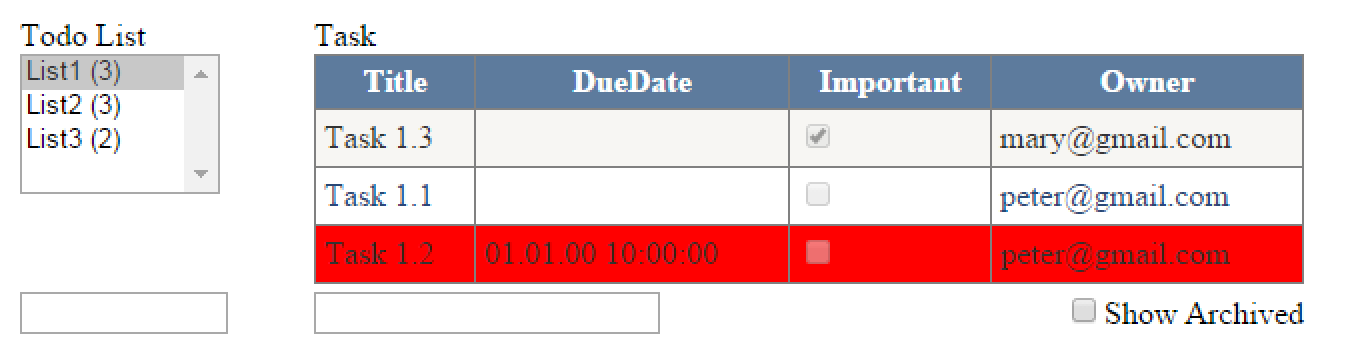 Todo List
List1 (3)
List2 (3)
List3 (2)
Task
Title DueDate Important Owner
Task 1.3 mary@gmail.com
Task 1.1 peter@gmail.com
Task 1.2 01.01.00 10:00:00 peter@gmail.com
Show Archived